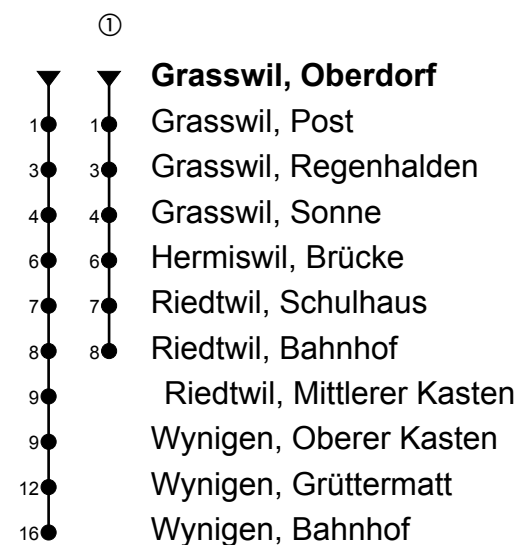 ①
Grasswil, Oberdorf
1 1 Grasswil, Post
3 3 Grasswil, Regenhalden
4 4 Grasswil, Sonne
6 6 Hermiswil, Brücke
7 7 Riedtwil, Schulhaus
8 8 Riedtwil, Bahnhof
9 Riedtwil, Mittlerer Kasten
9 Wynigen, Oberer Kasten
12 Wynigen, Grüttermatt
16 Wynigen, Bahnhof